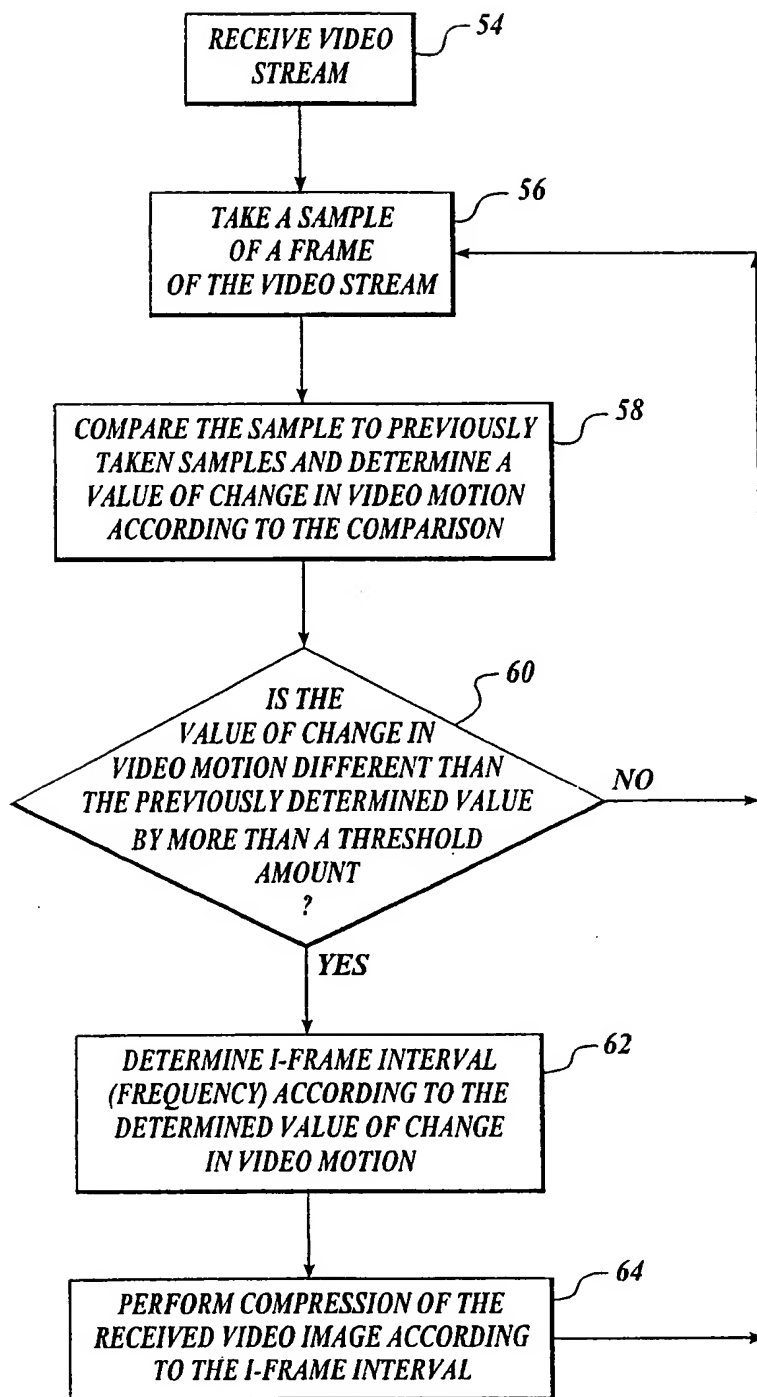 RECEIVE VIDEO
STREAM
54
TAKE A SAMPLE
OF A FRAME
OF THE VIDEO STREAM
56
COMPARE THE SAMPLE TO PREVIOUSLY
TAKEN SAMPLES AND DETERMINE A
VALUE OF CHANGE IN VIDEO MOTION
ACCORDING TO THE COMPARISON
58
IS THE
VALUE OF CHANGE IN
VIDEO MOTION DIFFERENT THAN
THE PREVIOUSLY DETERMINED VALUE
BY MORE THAN A THRESHOLD
AMOUNT
?
60
NO
YES
DETERMINE I-FRAME INTERVAL
(FREQUENCY) ACCORDING TO THE
DETERMINED VALUE OF CHANGE
IN VIDEO MOTION
62
PERFORM COMPRESSION OF THE
RECEIVED VIDEO IMAGE ACCORDING
TO THE I-FRAME INTERVAL
64